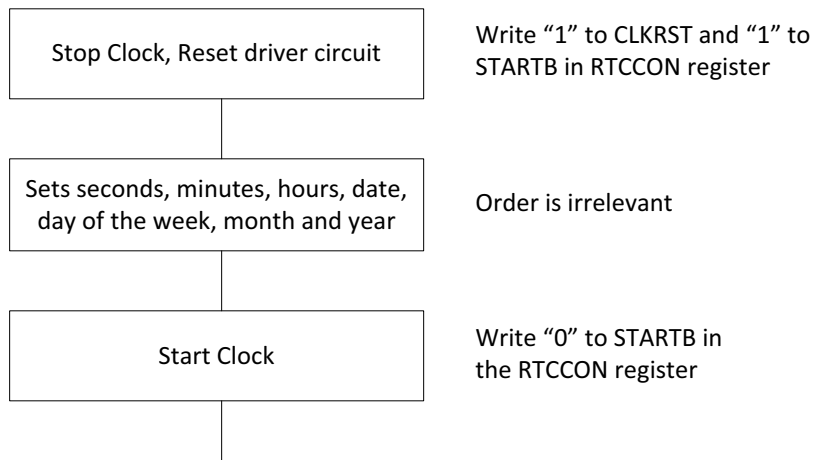 Stop Clock, Reset driver circuit
Write “1” to CLKRST and “1” to
STARTB in RTCCON register
Sets seconds, minutes, hours, date,
day of the week, month and year
Order is irrelevant
Start Clock
Write “0” to STARTB in
the RTCCON register